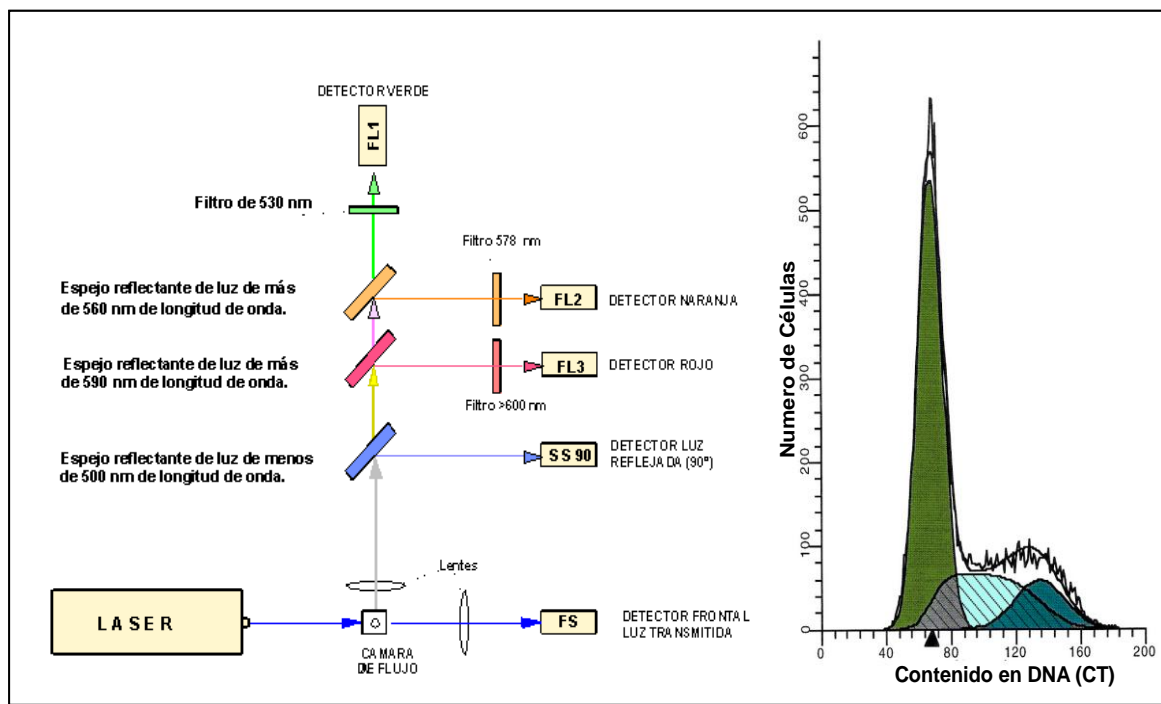 DETECTOR VERDE
FL1
Filtro de 530 nm
Filtro 578 nm
Espejo reflectante de luz de más
de 560 nm de longitud de onda.
FL2
DETECTOR NARANJA
Espejo reflectante de luz de más
de 590 nm de longitud de onda.
FL3
DETECTOR ROJO
Filtro >600 nm
Espejo reflectante de luz de menos
de 500 nm de longitud de onda.
SS 90
DETECTOR LUZ
REFLEJADA (90º)
Lentes
LASER
CAMARA
DE FLUJO
FS
DETECTOR FRONTAL
LUZ TRANSMITIDA
Numero de Células
600
500
400
300
200
100
0
0 40 80 120 160 200
Contenido en DNA (CT)